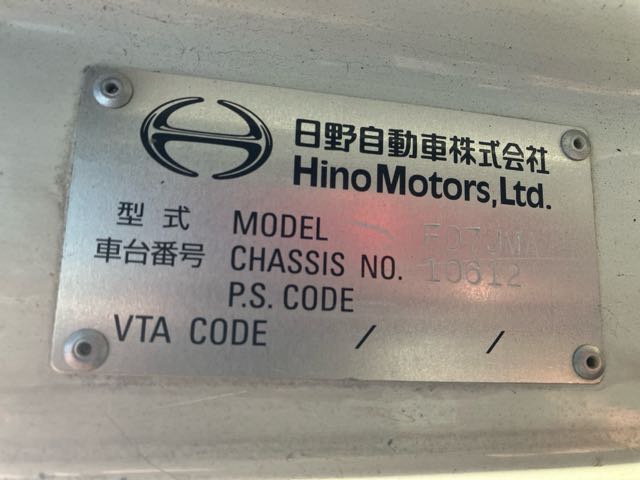 日野自動車株式会社
Hino Motors, Ltd.
型式 MODEL FD7JMA
車台番号 CHASSIS NO. 10612
P.S. CODE
VTA CODE / /